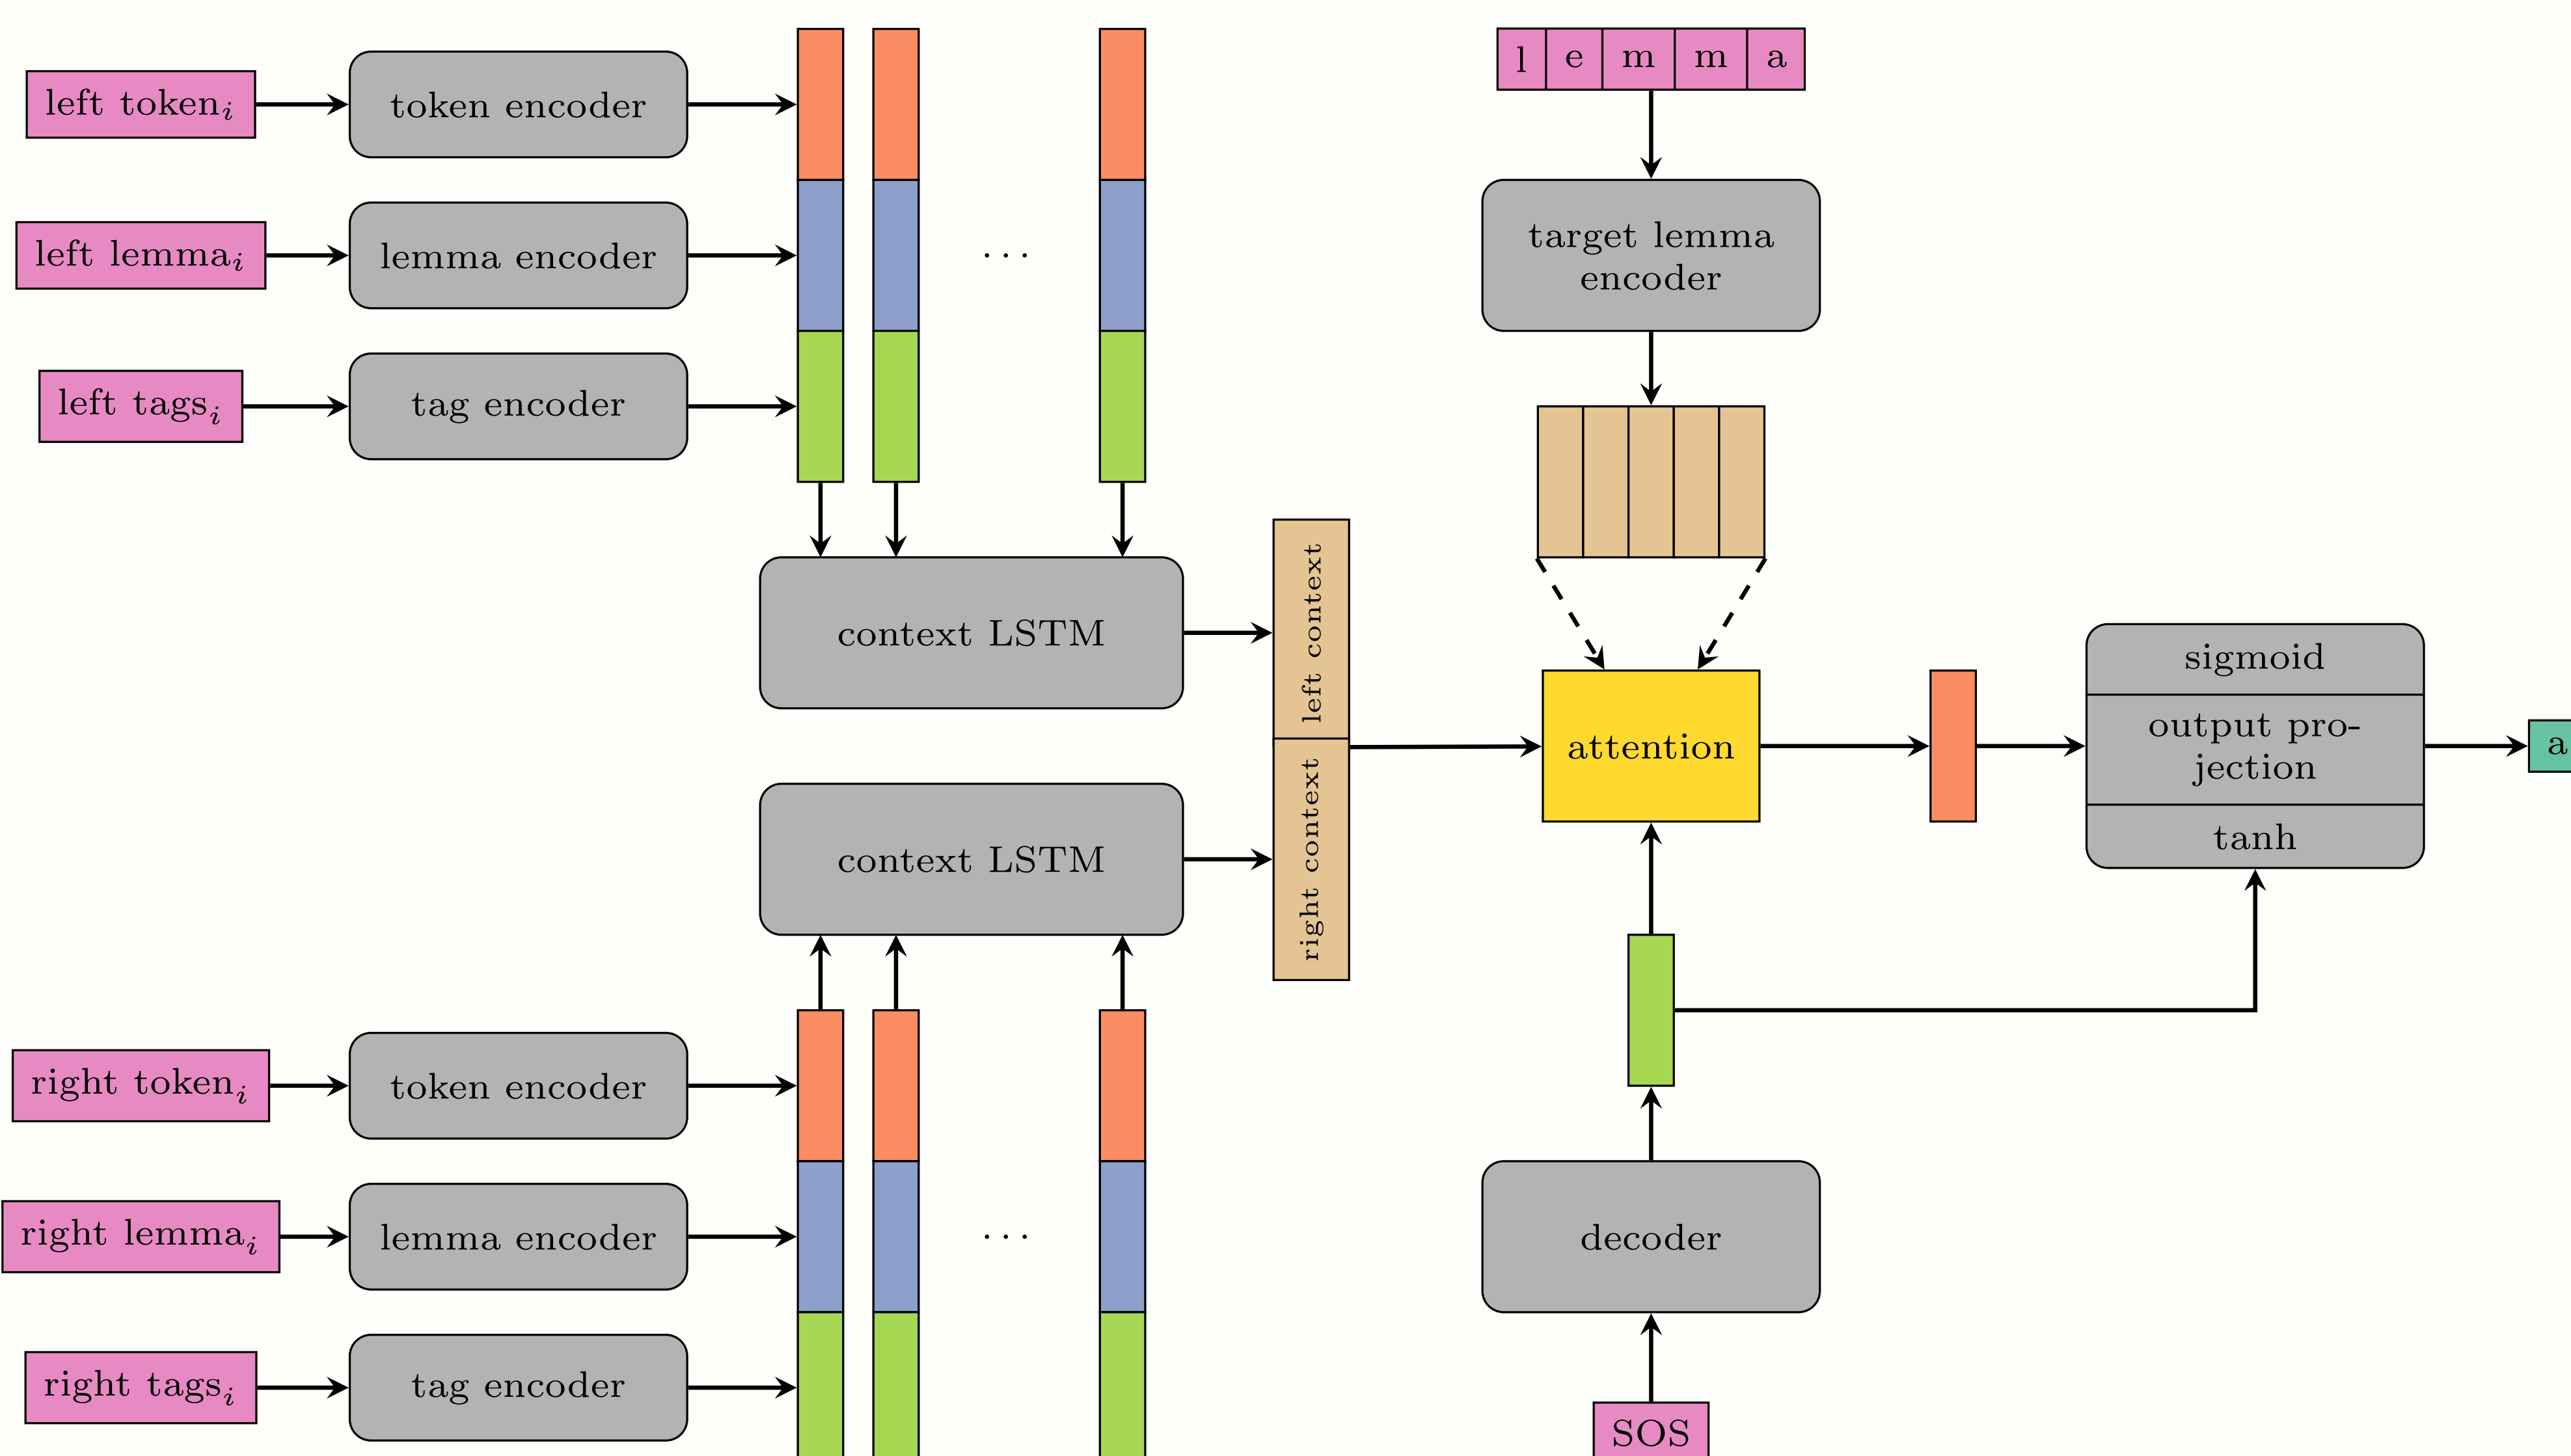 left token_i
token encoder
left lemma_i
lemma encoder
. . .
left tags_i
tag encoder
context LSTM
left context
context LSTM
right context
right token_i
token encoder
right lemma_i
lemma encoder
. . .
right tags_i
tag encoder
l e m m a
target lemma
encoder
attention
sigmoid
output pro-
jection
tanh
a
decoder
SOS